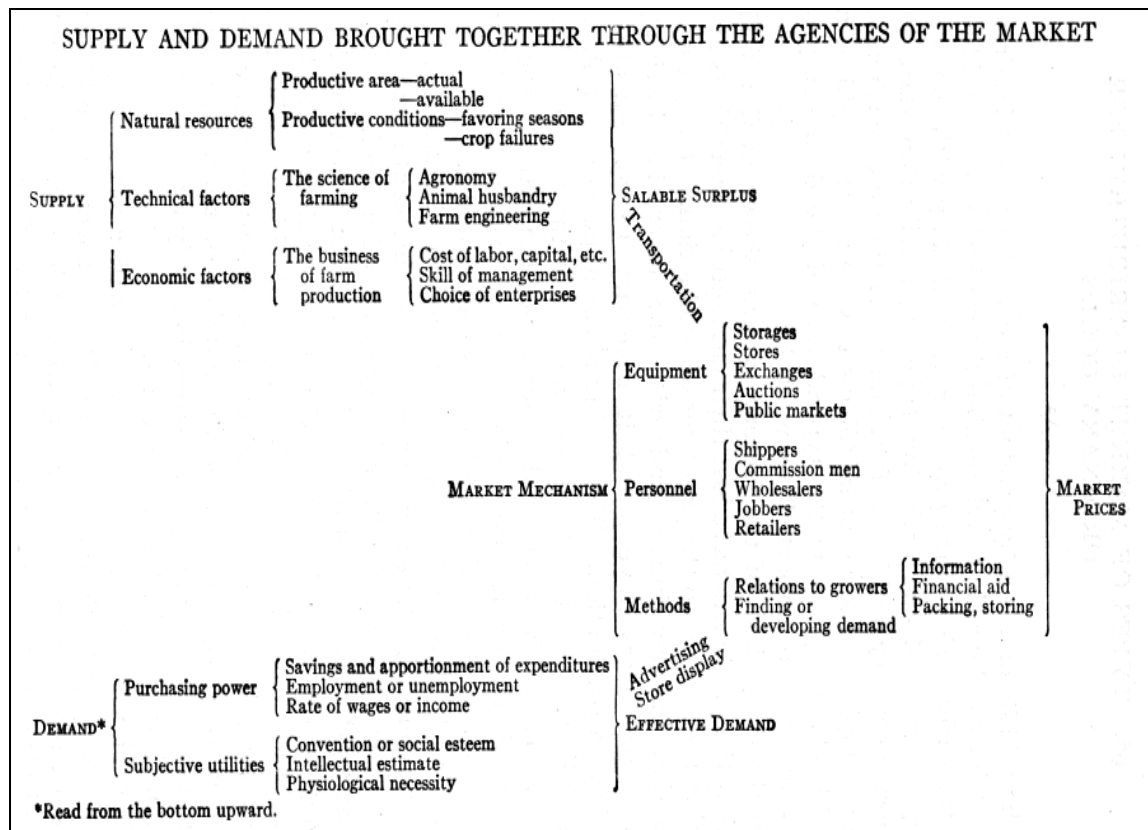 SUPPLY AND DEMAND BROUGHT TOGETHER THROUGH THE AGENCIES OF THE MARKET
SUPPLY
Natural resources
Productive area—actual
—available
Productive conditions—favoring seasons
—crop failures
Technical factors
The science of
farming
Agronomy
Animal husbandry
Farm engineering
Economic factors
The business
of farm
production
Cost of labor, capital, etc.
Skill of management
Choice of enterprises
SALABLE SURPLUS
Transportation
MARKET MECHANISM
Equipment
Storages
Stores
Exchanges
Auctions
Public markets
Personnel
Shippers
Commission men
Wholesalers
Jobbers
Retailers
Methods
Relations to growers
Finding or
developing demand
Information
Financial aid
Packing, storing
MARKET
PRICES
Advertising
Store display
DEMAND*
Purchasing power
Savings and apportionment of expenditures
Employment or unemployment
Rate of wages or income
Subjective utilities
Convention or social esteem
Intellectual estimate
Physiological necessity
EFFECTIVE DEMAND
*Read from the bottom upward.